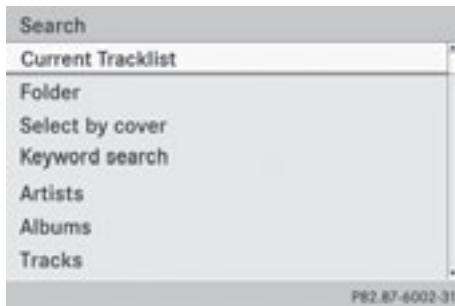 Search
Current Tracklist
Folder
Select by cover
Keyword search
Artists
Albums
Tracks
P82.87-6002-31